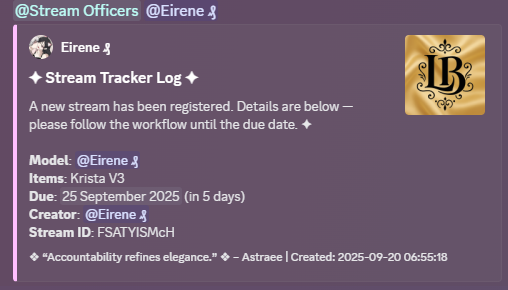 @Stream Officers @Eirene 🙎
Eirene
✦ Stream Tracker Log ✦
LB
A new stream has been registered. Details are below —
please follow the workflow until the due date. ✦
Model: @Eirene
Items: Krista V3
Due: 25 September 2025 (in 5 days)
Creator: @Eirene
Stream ID: FSATYISMcH
❖ “Accountability refines elegance.” ❖ – Astraee | Created: 2025-09-20 06:55:18